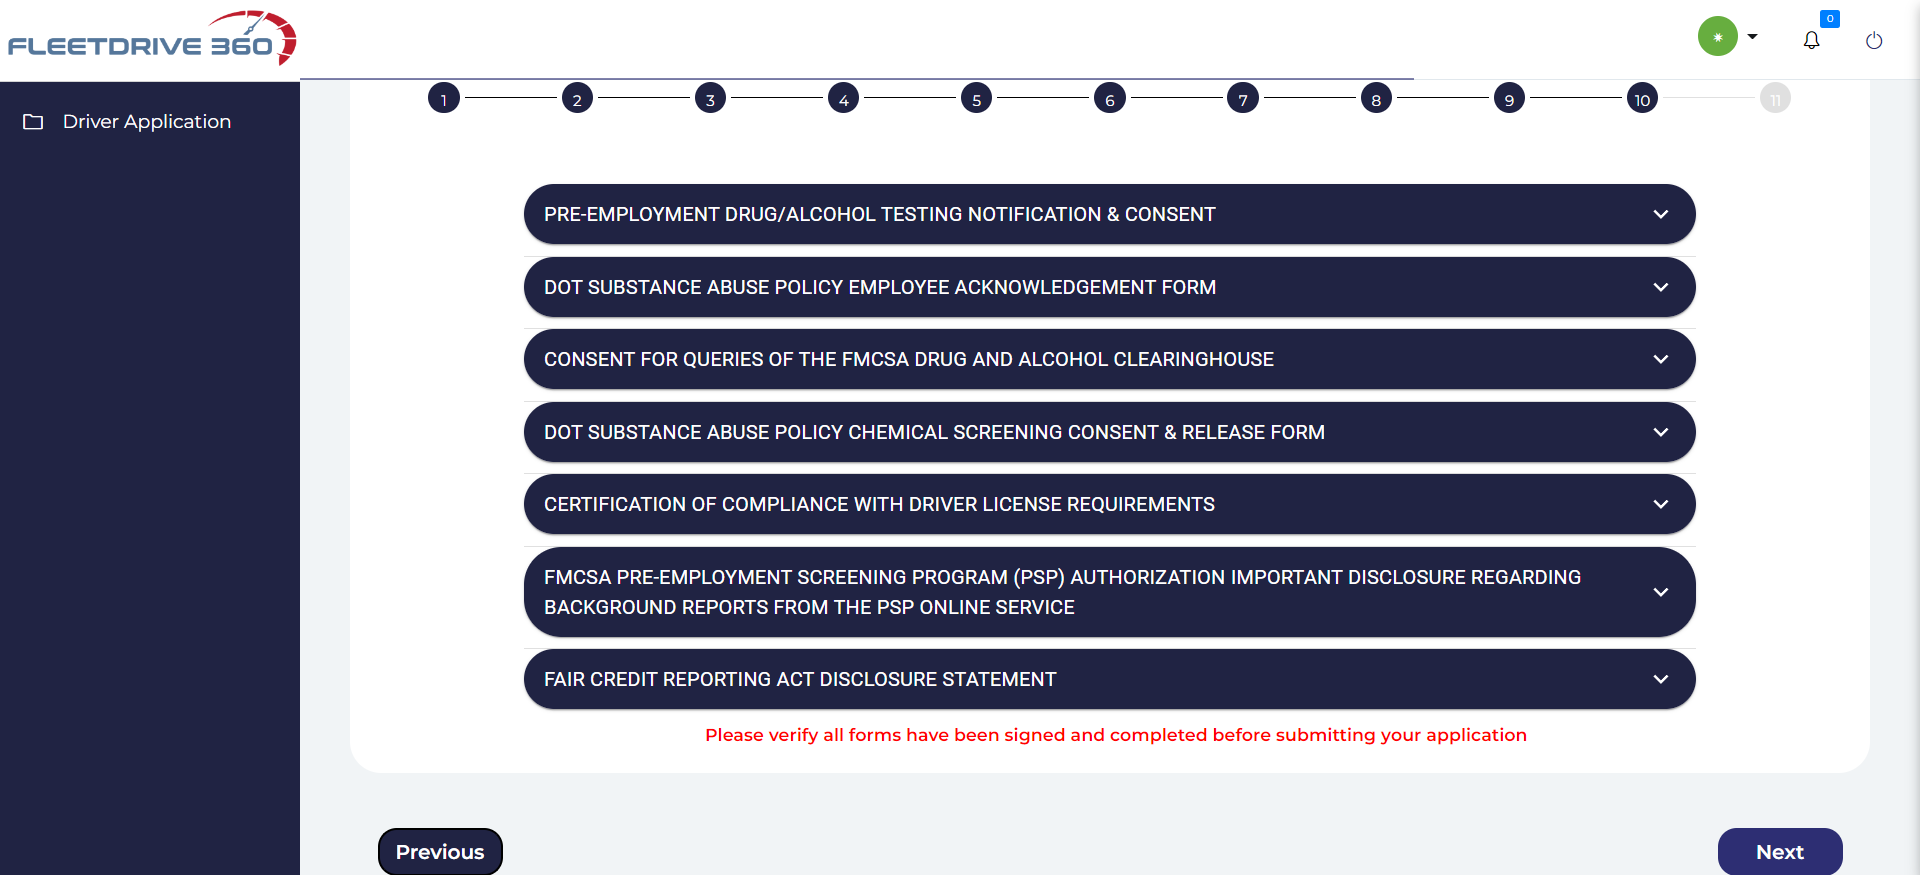 FLEETDRIVE 360
0
Driver Application
1 2 3 4 5 6 7 8 9 10 11
PRE-EMPLOYMENT DRUG/ALCOHOL TESTING NOTIFICATION & CONSENT
DOT SUBSTANCE ABUSE POLICY EMPLOYEE ACKNOWLEDGEMENT FORM
CONSENT FOR QUERIES OF THE FMCSA DRUG AND ALCOHOL CLEARINGHOUSE
DOT SUBSTANCE ABUSE POLICY CHEMICAL SCREENING CONSENT & RELEASE FORM
CERTIFICATION OF COMPLIANCE WITH DRIVER LICENSE REQUIREMENTS
FMCSA PRE-EMPLOYMENT SCREENING PROGRAM (PSP) AUTHORIZATION IMPORTANT DISCLOSURE REGARDING
BACKGROUND REPORTS FROM THE PSP ONLINE SERVICE
FAIR CREDIT REPORTING ACT DISCLOSURE STATEMENT
Please verify all forms have been signed and completed before submitting your application
Previous
Next